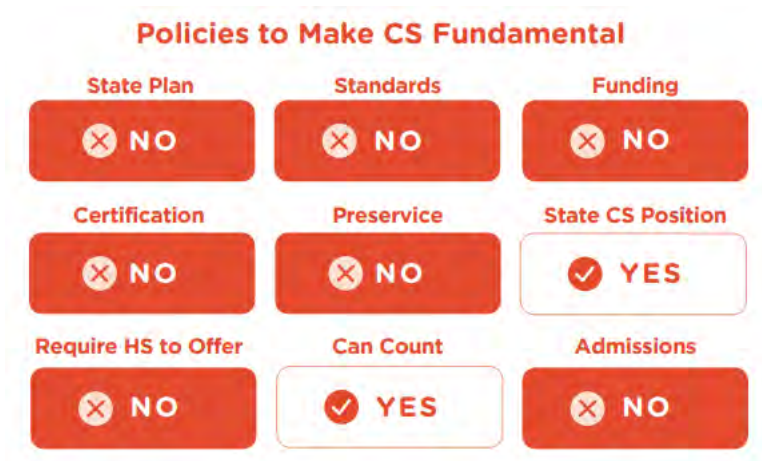 Policies to Make CS Fundamental
State Plan Standards Funding
NO NO NO
Certification Preservice State CS Position
NO NO YES
Require HS to Offer Can Count Admissions
NO YES NO